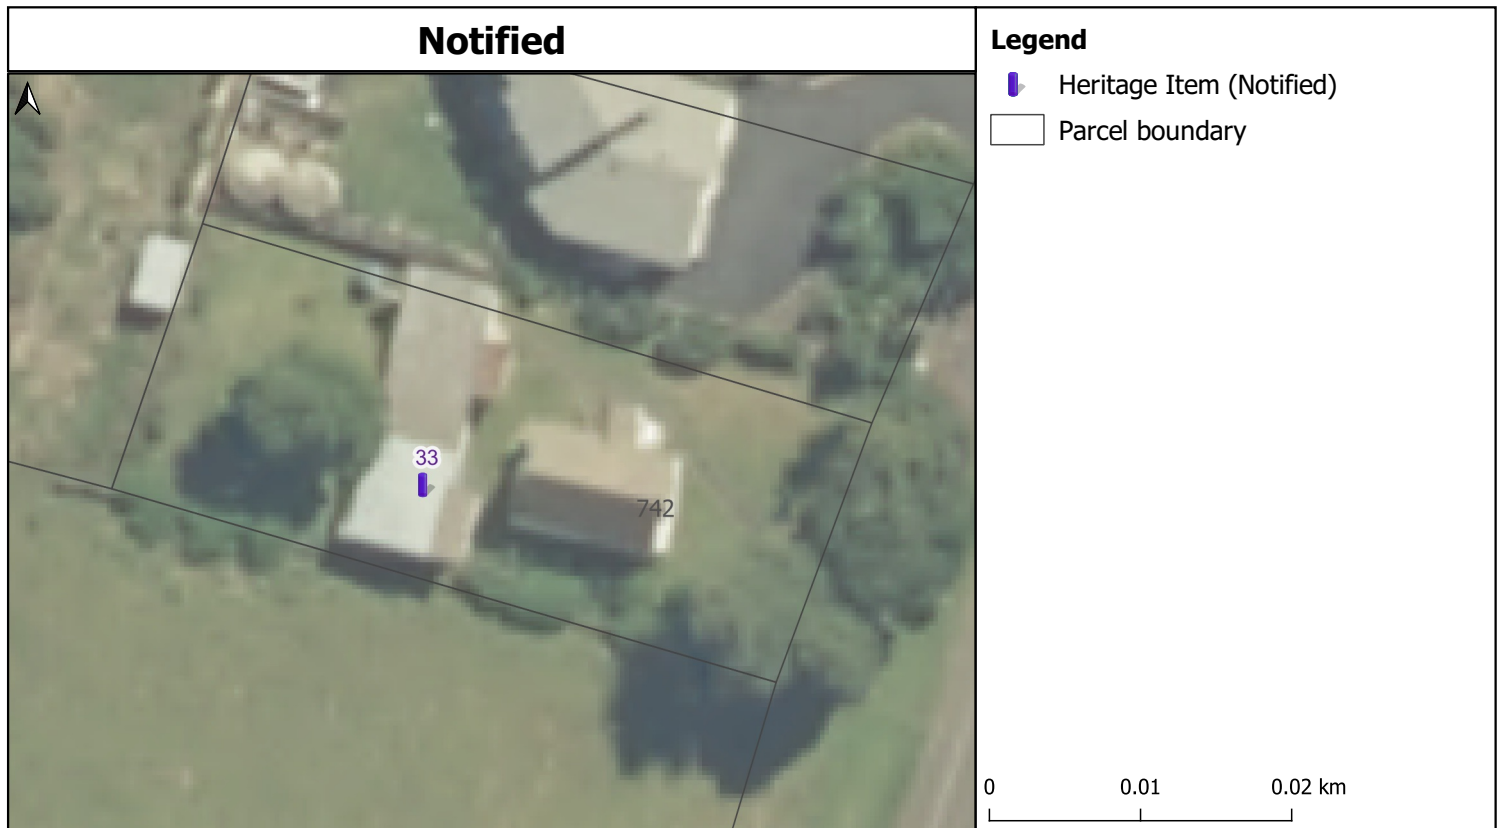 Notified
33
742
Legend
Heritage Item (Notified)
Parcel boundary
0 0.01 0.02 km